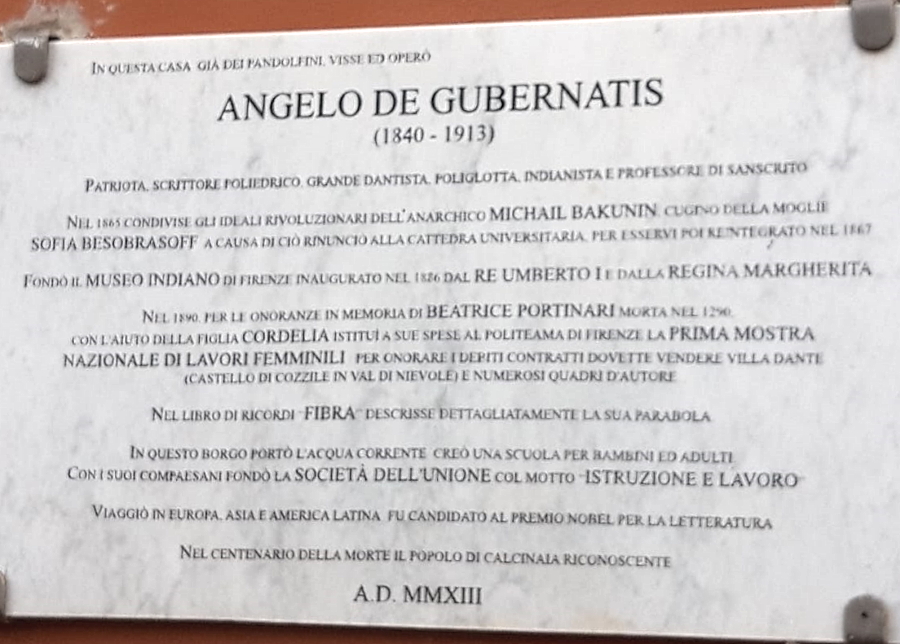 IN QUESTA CASA GIÀ DEI PANDOLFINI, VISSE ED OPERÒ
ANGELO DE GUBERNATIS
(1840 - 1913)
PATRIOTA, SCRITTORE POLIEDRICO, GRANDE DANTISTA, POLIGLOTTA, INDIANISTA E PROFESSORE DI SANSCRITO
NEL 1865 CONDIVISE GLI IDEALI RIVOLUZIONARI DELL'ANARCHICO MICHAIL BAKUNIN, CUGINO DELLA MOGLIE
SOFIA BESOBRASOFF A CAUSA DI CIÒ RINUNCIÒ ALLA CATTEDRA UNIVERSITARIA, PER ESSERVI POI REINTEGRATO NEL 1867
FONDÒ IL MUSEO INDIANO DI FIRENZE INAUGURATO NEL 1886 DAL RE UMBERTO I E DALLA REGINA MARGHERITA
NEL 1890, PER LE ONORANZE IN MEMORIA DI BEATRICE PORTINARI MORTA NEL 1290,
CON L'AIUTO DELLA FIGLIA CORDELIA ISTITUÌ A SUE SPESE AL POLITEAMA DI FIRENZE LA PRIMA MOSTRA
NAZIONALE DI LAVORI FEMMINILI PER ONORARE I DEBITI CONTRATTI DOVETTE VENDERE VILLA DANTE
(CASTELLO DI COZZILE IN VAL DI NIEVOLE) E NUMEROSI QUADRI D'AUTORE
NEL LIBRO DI RICORDI "FIBRA" DESCRISSE DETTAGLIATAMENTE LA SUA PARABOLA
IN QUESTO BORGO PORTÒ L'ACQUA CORRENTE CREÒ UNA SCUOLA PER BAMBINI ED ADULTI
CON I SUOI COMPAESANI FONDÒ LA SOCIETÀ DELL'UNIONE COL MOTTO "ISTRUZIONE E LAVORO"
VIAGGIÒ IN EUROPA, ASIA E AMERICA LATINA FU CANDIDATO AL PREMIO NOBEL PER LA LETTERATURA
NEL CENTENARIO DELLA MORTE IL POPOLO DI CALCINAIA RICONOSCENTE
A.D. MMXIII